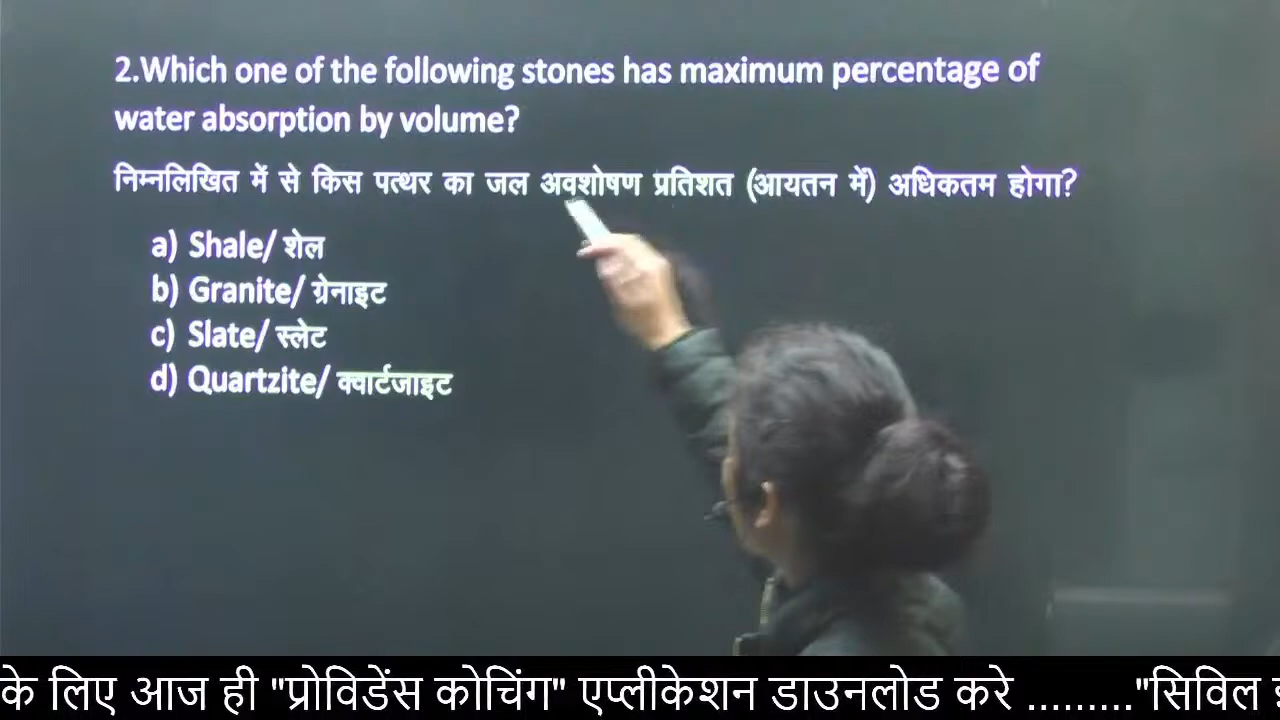 2.Which one of the following stones has maximum percentage of
water absorption by volume?
निम्नलिखित में से किस पत्थर का जल अवशोषण प्रतिशत (आयतन में) अधिकतम होगा?
a) Shale/ शेल
b) Granite/ ग्रेनाइट
c) Slate/ स्लेट
d) Quartzite/ क्वार्टजाइट
के लिए आज ही "प्रोविडेंस कोचिंग" एप्लीकेशन डाउनलोड करे ........."सिविल